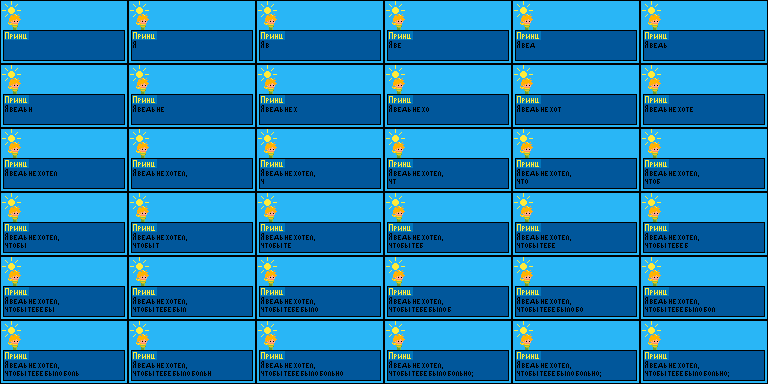 Принц
Принц
Я
Принц
Я в
Принц
Я ве
Принц
Я вед
Принц
Я ведь
Принц
Я ведь н
Принц
Я ведь не
Принц
Я ведь не х
Принц
Я ведь не хо
Принц
Я ведь не хот
Принц
Я ведь не хоте
Принц
Я ведь не хотел
Принц
Я ведь не хотел,
Принц
Я ведь не хотел,
ч
Принц
Я ведь не хотел,
чт
Принц
Я ведь не хотел,
что
Принц
Я ведь не хотел,
чтоб
Принц
Я ведь не хотел,
чтобы
Принц
Я ведь не хотел,
чтобы т
Принц
Я ведь не хотел,
чтобы те
Принц
Я ведь не хотел,
чтобы теб
Принц
Я ведь не хотел,
чтобы тебе
Принц
Я ведь не хотел,
чтобы тебе б
Принц
Я ведь не хотел,
чтобы тебе бы
Принц
Я ведь не хотел,
чтобы тебе был
Принц
Я ведь не хотел,
чтобы тебе было
Принц
Я ведь не хотел,
чтобы тебе было б
Принц
Я ведь не хотел,
чтобы тебе было бо
Принц
Я ведь не хотел,
чтобы тебе было бол
Принц
Я ведь не хотел,
чтобы тебе было боль
Принц
Я ведь не хотел,
чтобы тебе было больн
Принц
Я ведь не хотел,
чтобы тебе было больно
Принц
Я ведь не хотел,
чтобы тебе было больно;
Принц
Я ведь не хотел,
чтобы тебе было больно;
Принц
Я ведь не хотел,
чтобы тебе было больно;